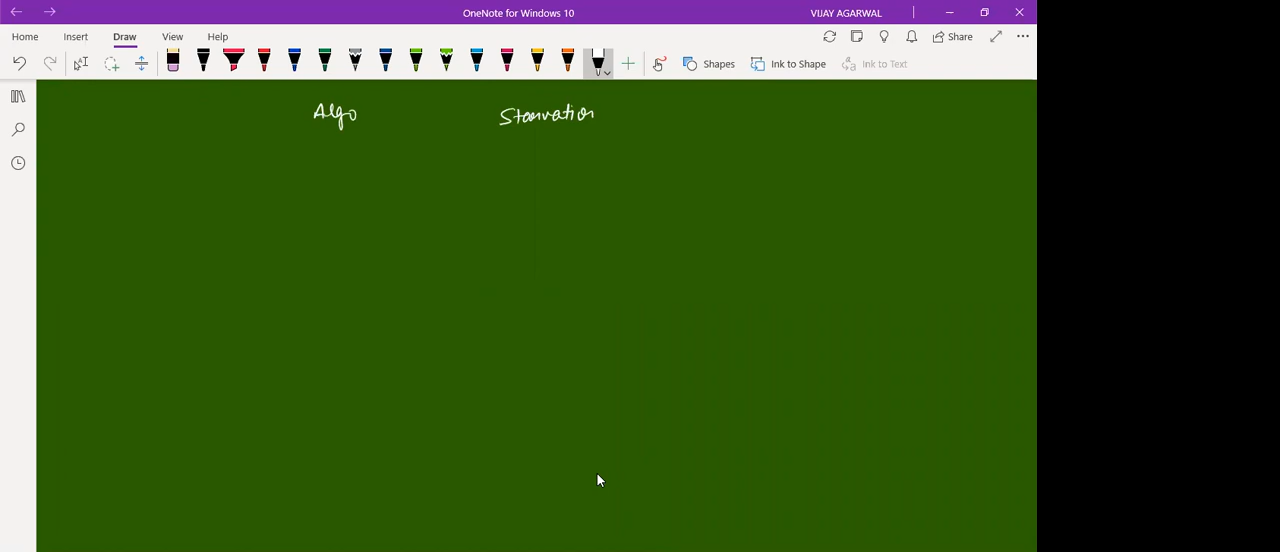 OneNote for Windows 10
VIJAY AGARWAL
Home Insert Draw View Help
Share
Shapes Ink to Shape Ink to Text
Algo Starvation